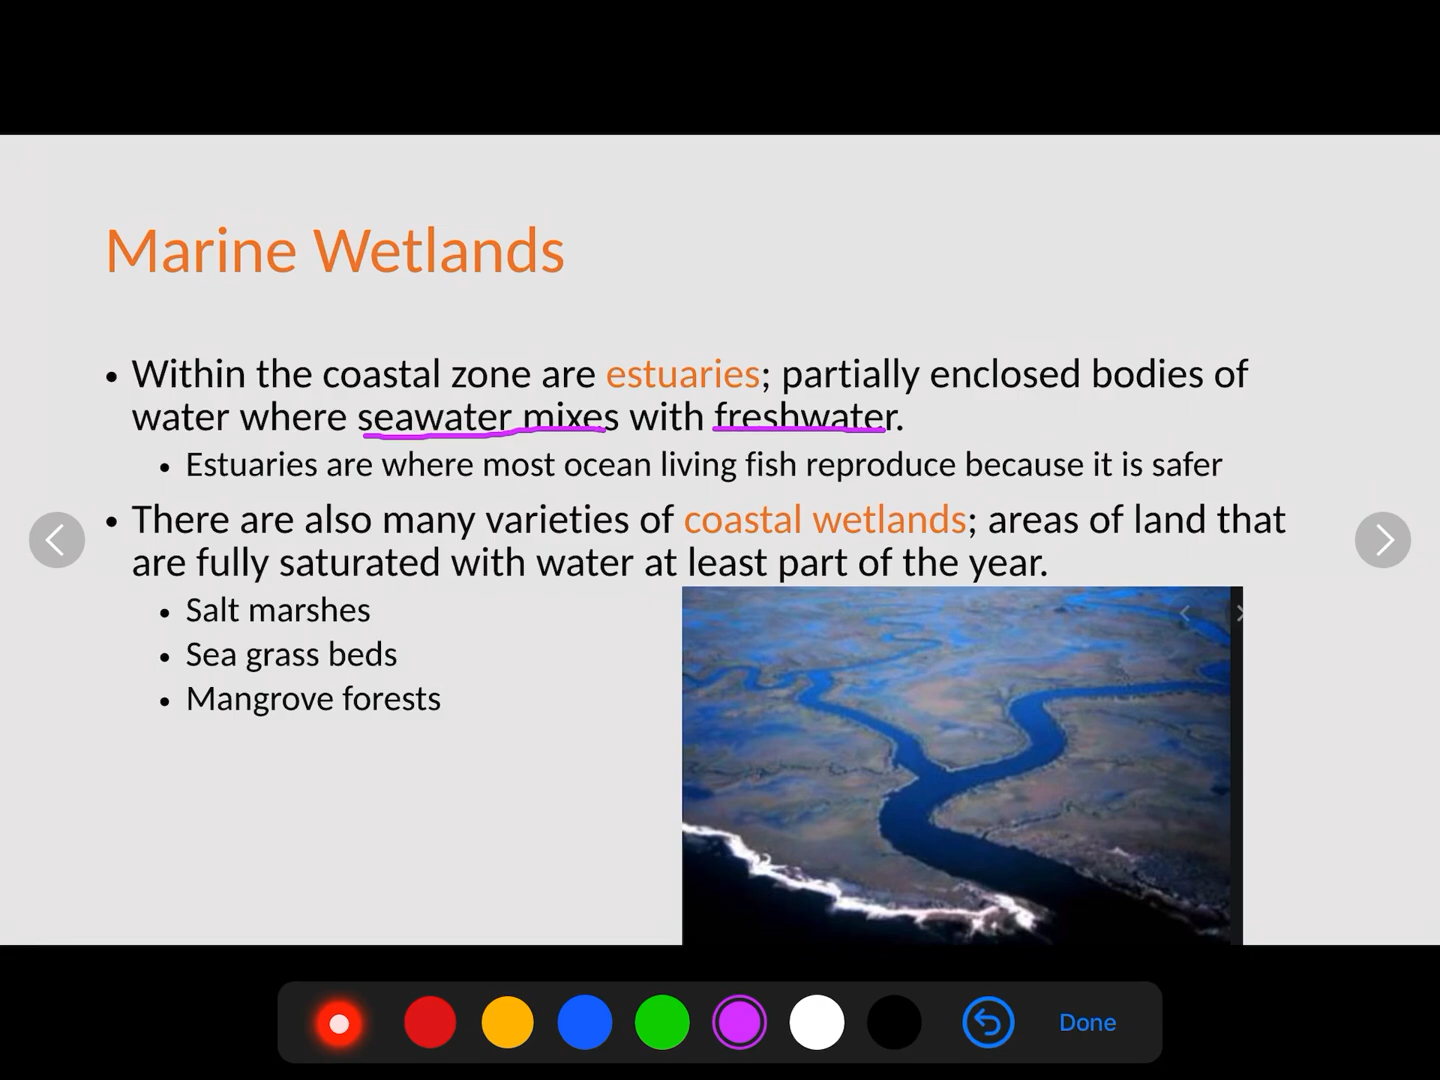 Marine Wetlands
• Within the coastal zone are estuaries; partially enclosed bodies of
water where seawater mixes with freshwater.
• Estuaries are where most ocean living fish reproduce because it is safer
• There are also many varieties of coastal wetlands; areas of land that
are fully saturated with water at least part of the year.
• Salt marshes
• Sea grass beds
• Mangrove forests
Done